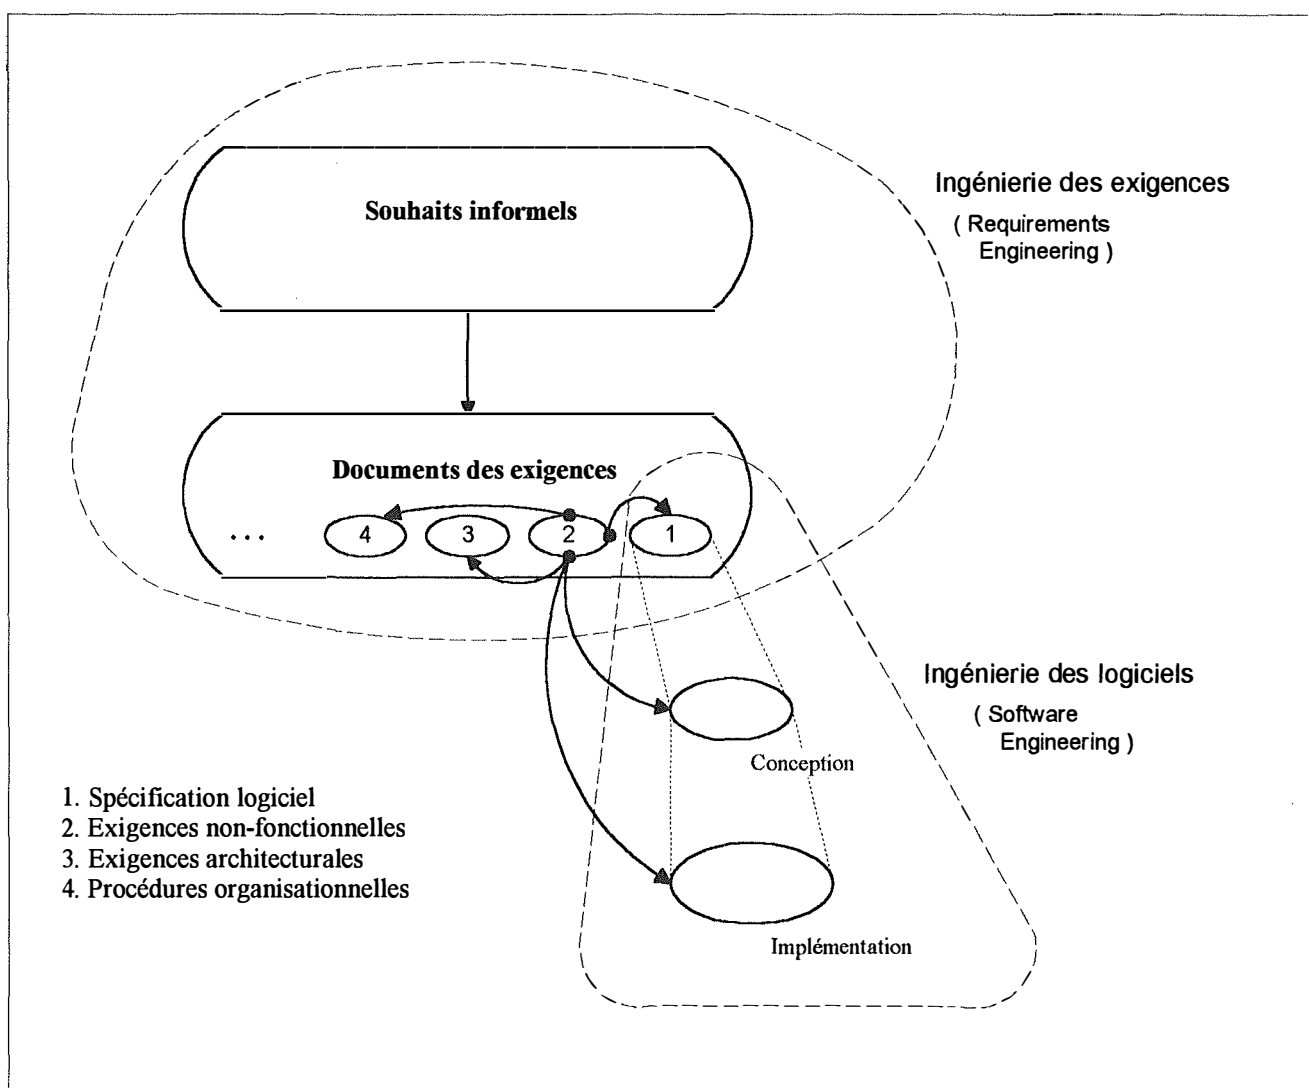 Souhaits informels
Ingénierie des exigences
( Requirements
Engineering )
Documents des exigences
... 4 3 2 1
Ingénierie des logiciels
( Software
Engineering )
Conception
1. Spécification logiciel
2. Exigences non-fonctionnelles
3. Exigences architecturales
4. Procédures organisationnelles
Implémentation